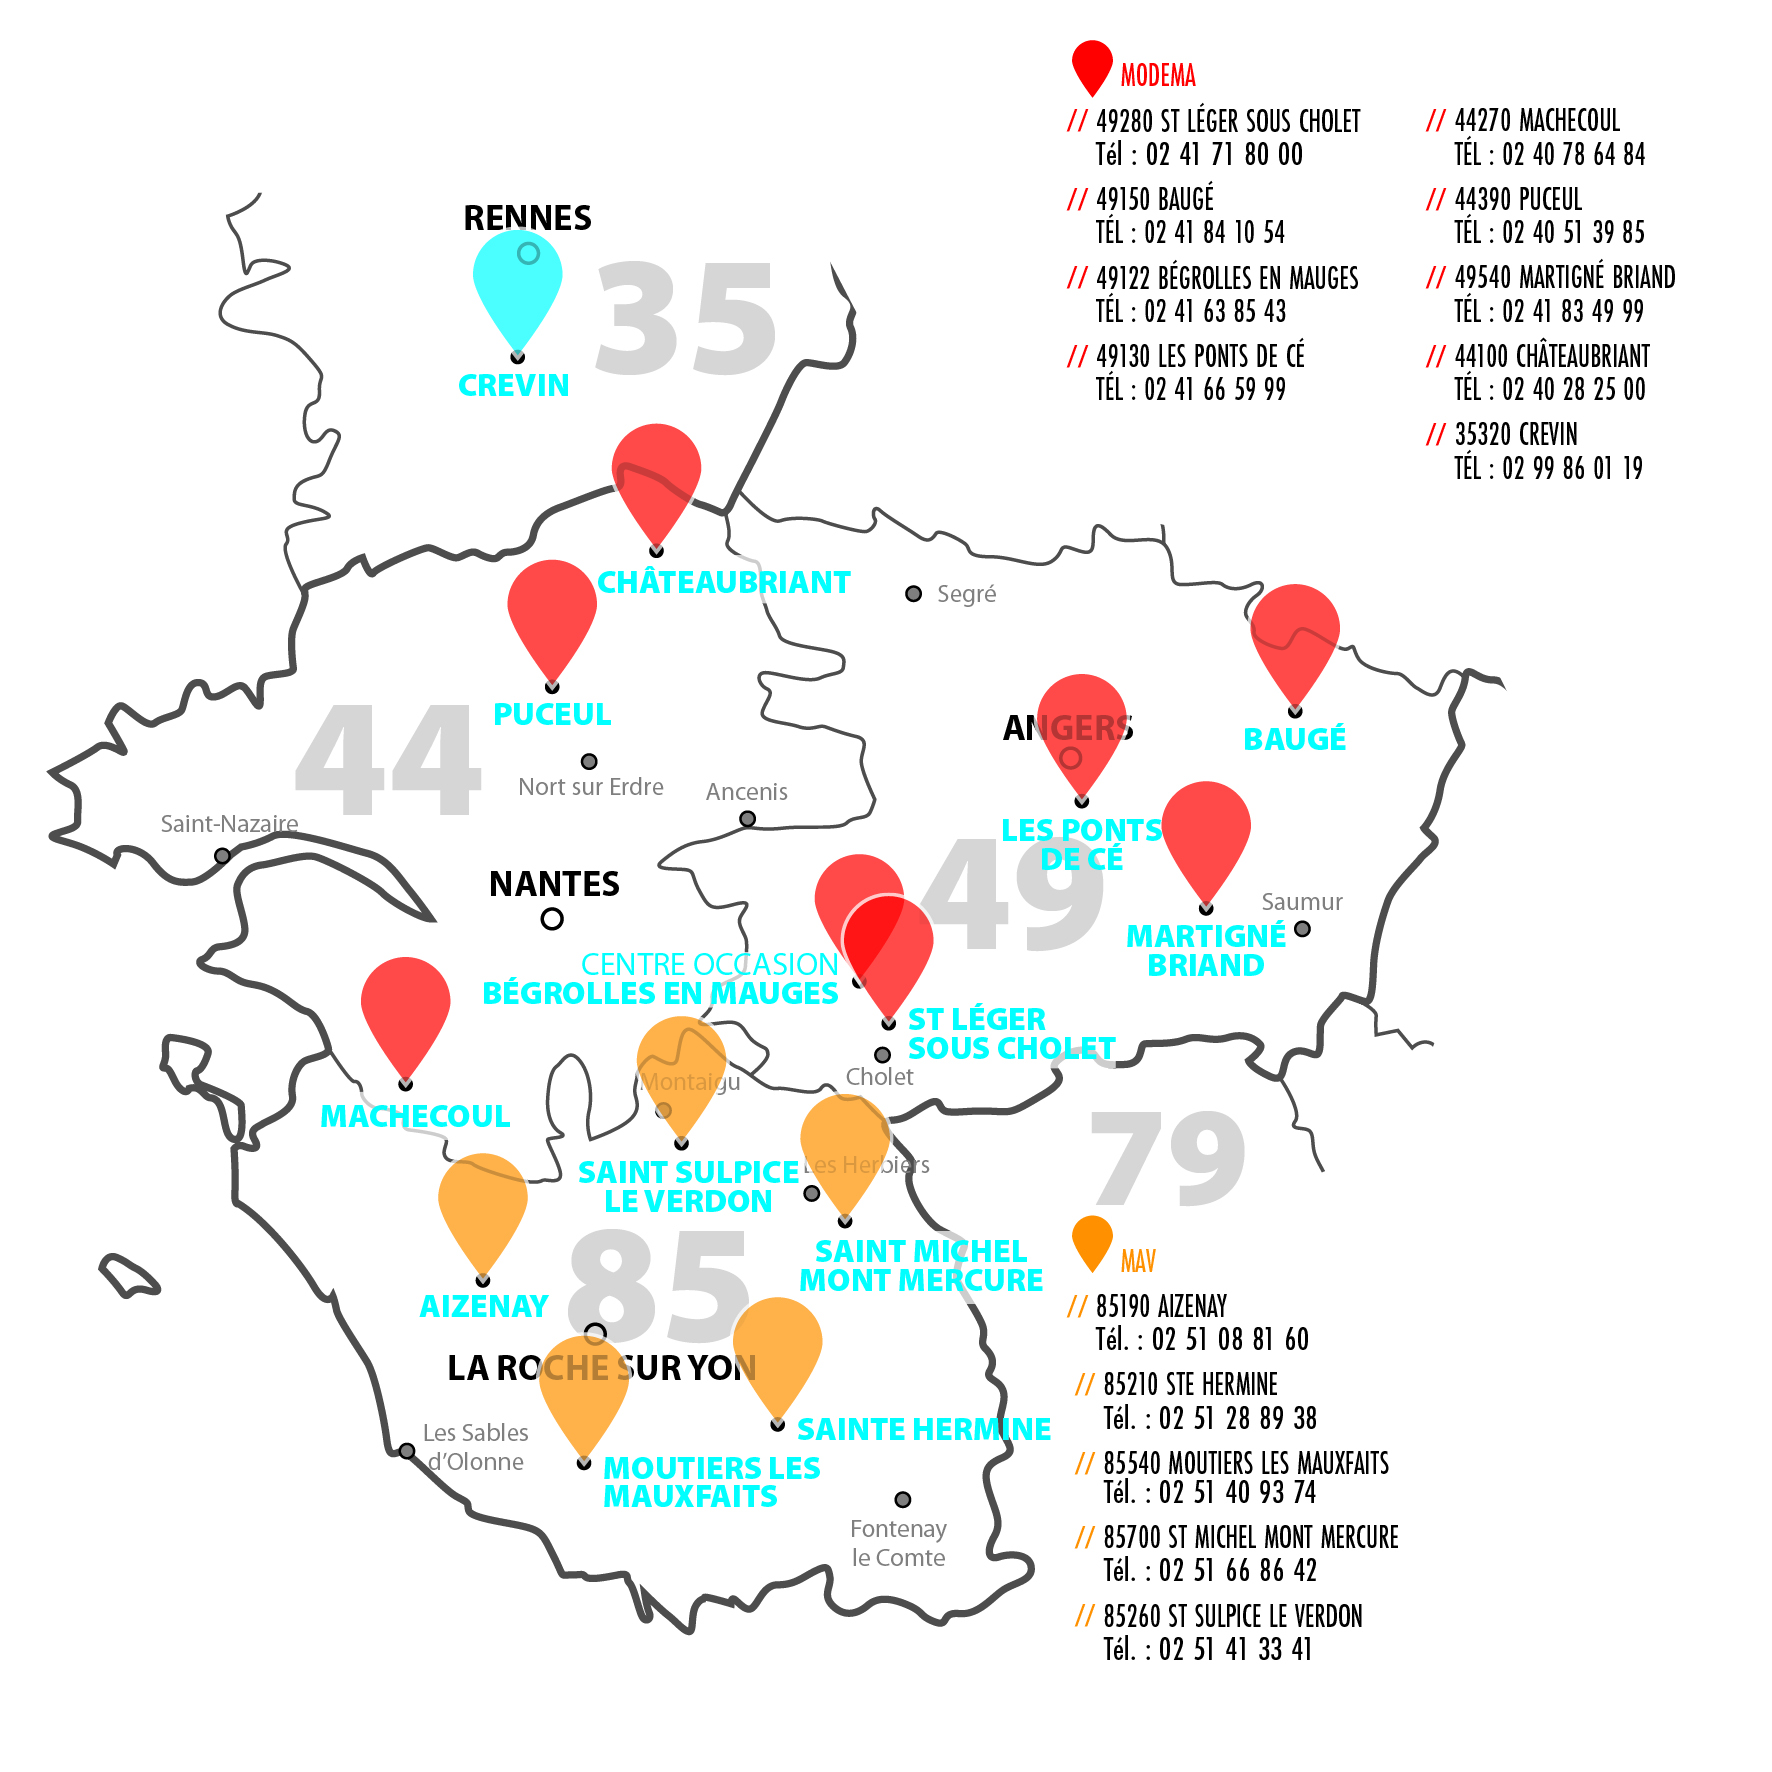 MODEMA
// 49280 ST LÉGER SOUS CHOLET
Tél : 02 41 71 80 00
// 49150 BAUGÉ
TÉL : 02 41 84 10 54
// 49122 BÉGROLLES EN MAUGES
TÉL : 02 41 63 85 43
// 49130 LES PONTS DE CÉ
TÉL : 02 41 66 59 99
// 44270 MACHECOUL
TÉL : 02 40 78 64 84
// 44390 PUCEUL
TÉL : 02 40 51 39 85
// 49540 MARTIGNÉ BRIAND
TÉL : 02 41 83 49 99
// 44100 CHÂTEAUBRIANT
TÉL : 02 40 28 25 00
// 35320 CREVIN
TÉL : 02 99 86 01 19
RENNES
35
CREVIN
CHÂTEAUBRIANT
Segré
PUCEUL
44
ANGERS
BAUGÉ
Nort sur Erdre
Ancenis
Saint-Nazaire
LES PONTS
DE CÉ
49
NANTES
Saumur
MARTIGNÉ
BRIAND
CENTRE OCCASION
BÉGROLLES EN MAUGES
ST LÉGER
SOUS CHOLET
Cholet
Montaigu
MACHECOUL
79
SAINT SULPICE
LE VERDON
Les Herbiers
SAINT MICHEL
MONT MERCURE
AIZENAY
85
LA ROCHE SUR YON
SAINTE HERMINE
Les Sables
d'Olonne
MOUTIERS LES
MAUXFAITS
Fontenay
le Comte
MAV
// 85190 AIZENAY
Tél. : 02 51 08 81 60
// 85210 STE HERMINE
Tél. : 02 51 28 89 38
// 85540 MOUTIERS LES MAUXFAITS
Tél. : 02 51 40 93 74
// 85700 ST MICHEL MONT MERCURE
Tél. : 02 51 66 86 42
// 85260 ST SULPICE LE VERDON
Tél. : 02 51 41 33 41